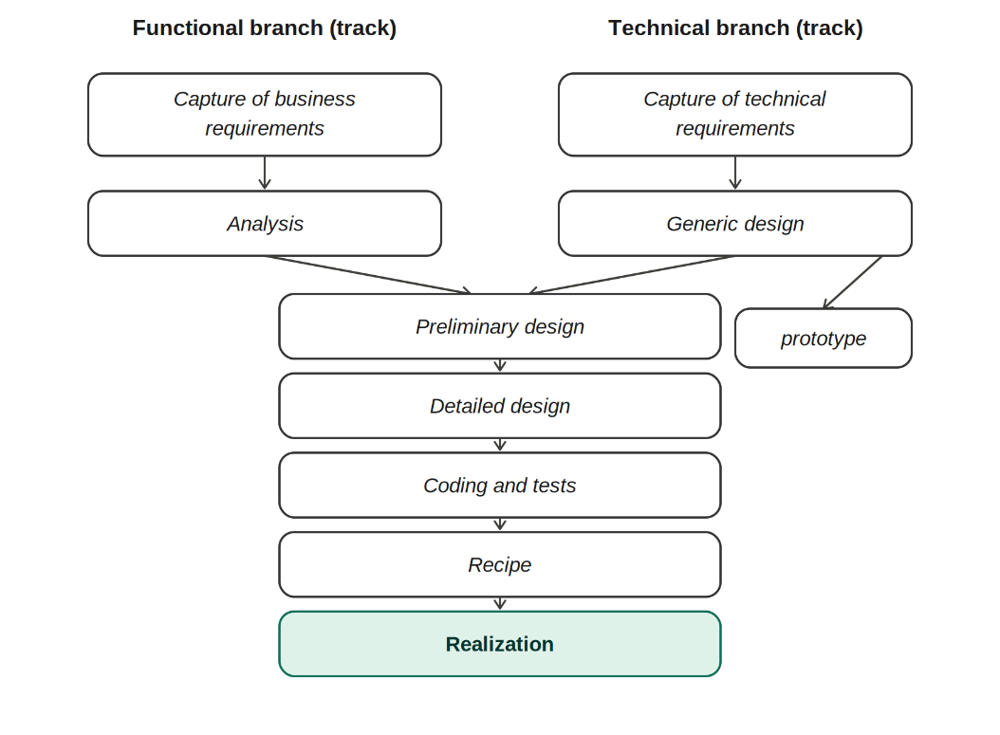 Functional branch (track)
Technical branch (track)
Capture of business
requirements
Capture of technical
requirements
Analysis
Generic design
Preliminary design
prototype
Detailed design
Coding and tests
Recipe
Realization